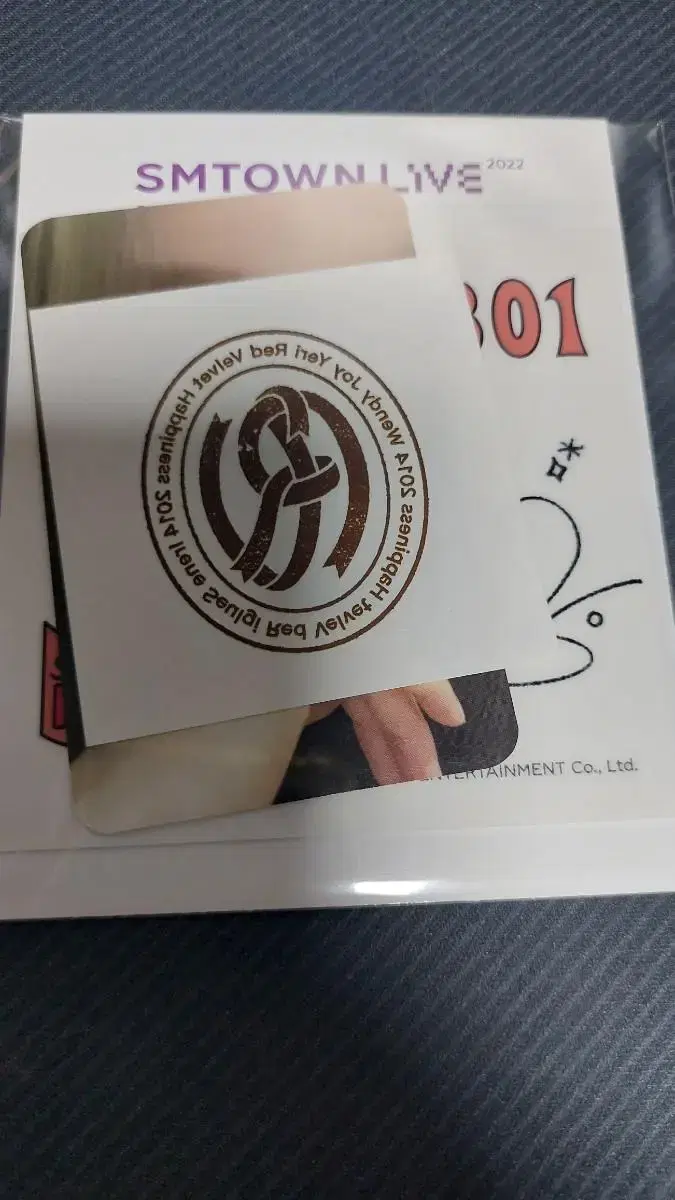 SMTOWN LIVE 2022
01
Wendy Joy Yeri Red Velvet Happiness 2014 Irene Seulgi Red Velvet Happiness 2014
ENTERTAINMENT Co., Ltd.